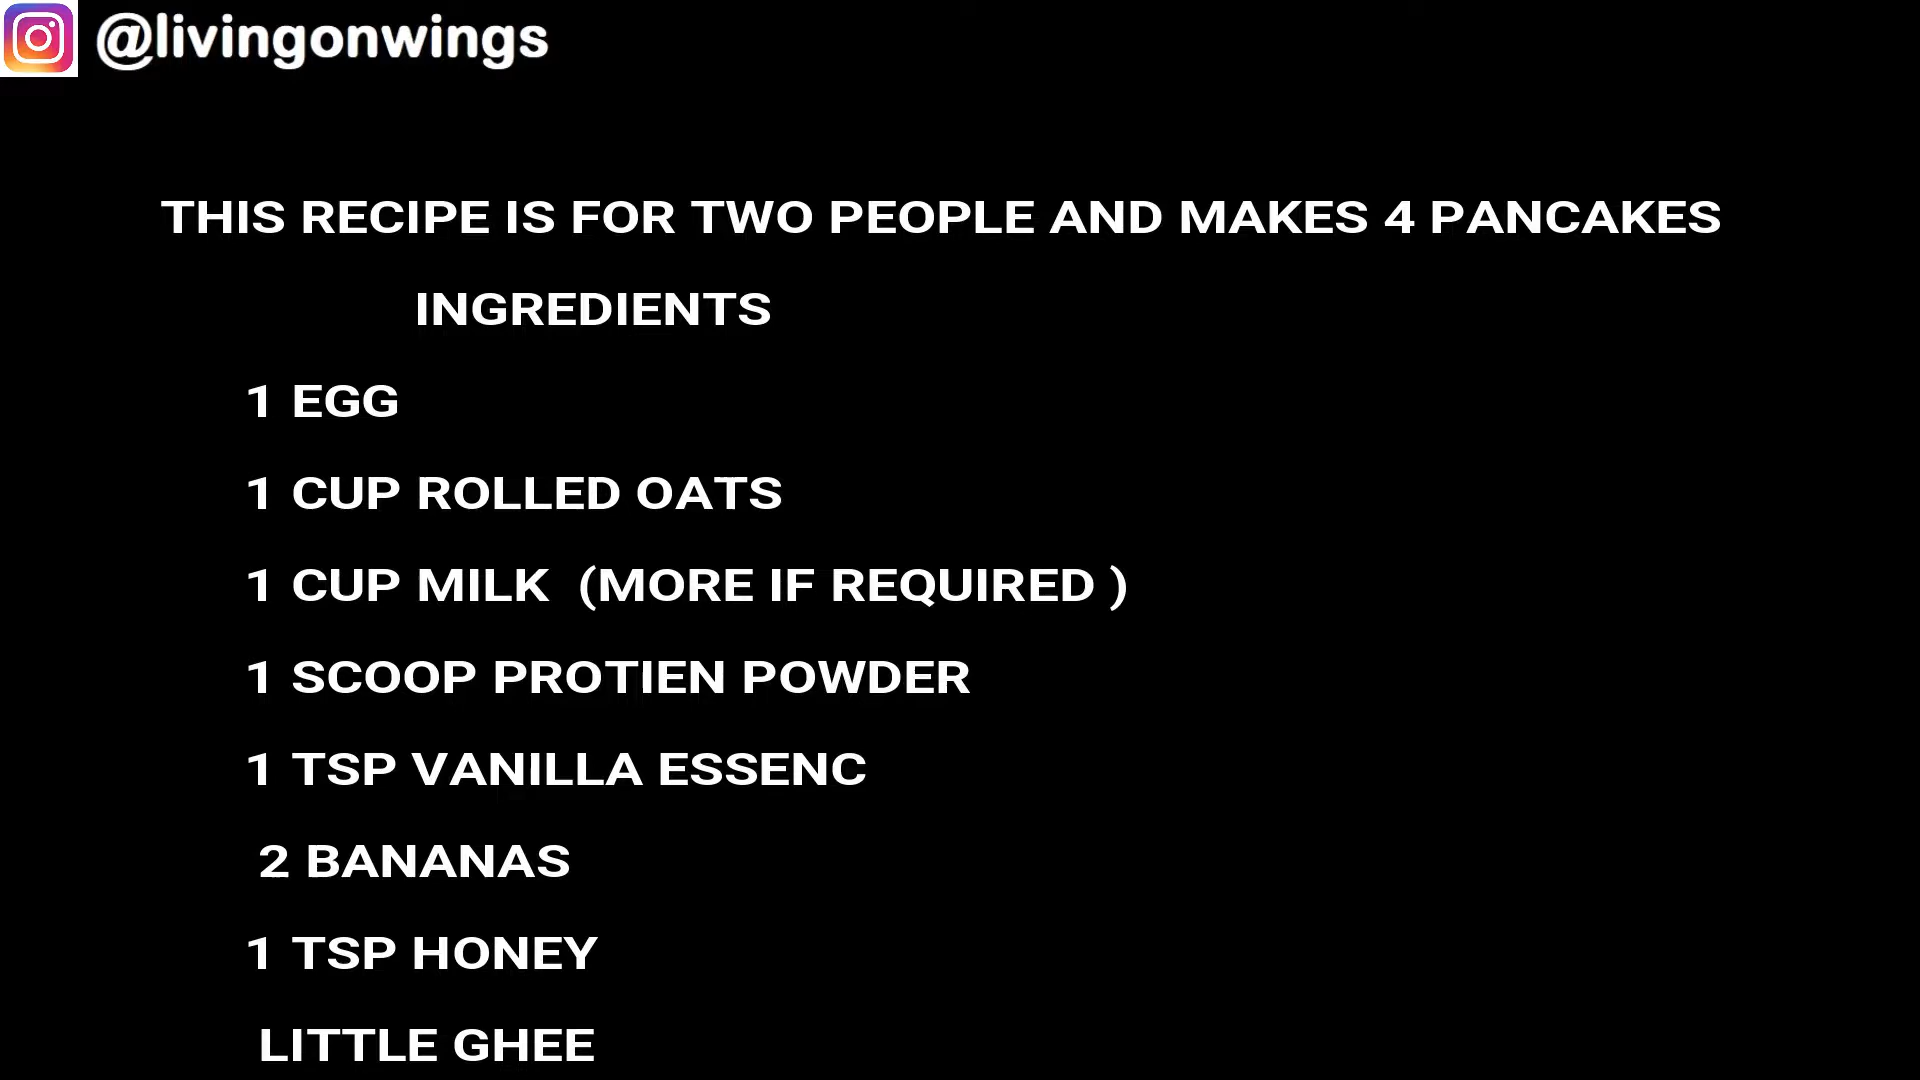 @livingonwings
THIS RECIPE IS FOR TWO PEOPLE AND MAKES 4 PANCAKES
INGREDIENTS
1 EGG
1 CUP ROLLED OATS
1 CUP MILK (MORE IF REQUIRED )
1 SCOOP PROTIEN POWDER
1 TSP VANILLA ESSENC
2 BANANAS
1 TSP HONEY
LITTLE GHEE